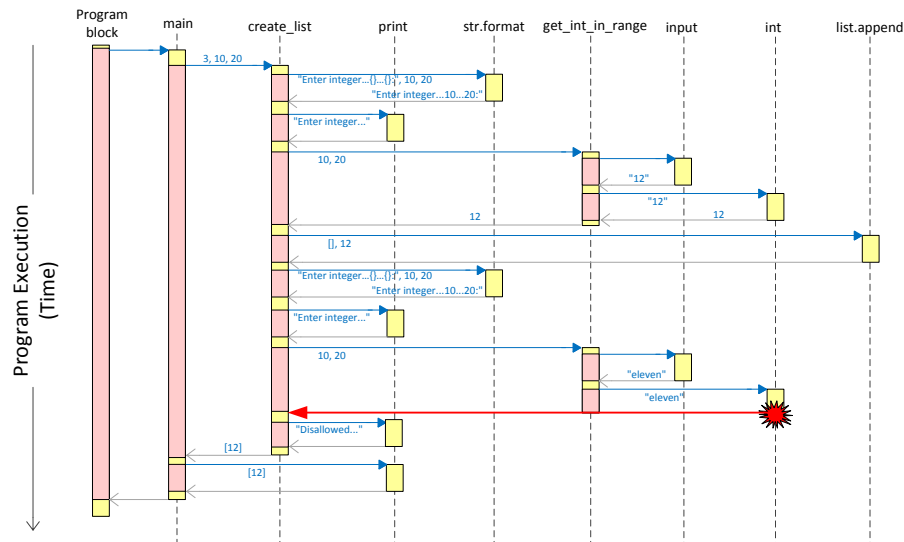 Program
block
main
create_list
print
str.format
get_int_in_range
input
int
list.append
3, 10, 20
"Enter integer...{}...{}:", 10, 20
"Enter integer...10...20:"
"Enter integer..."
10, 20
"12"
"12"
12
12
[], 12
"Enter integer...{}...{}:", 10, 20
"Enter integer...10...20:"
"Enter integer..."
10, 20
"eleven"
"eleven"
"Disallowed..."
[12]
[12]
Program Execution
(Time)